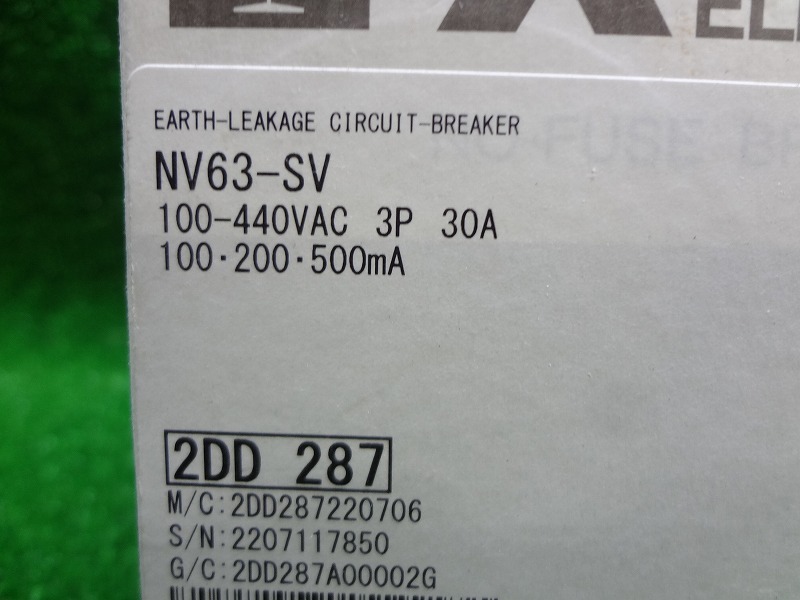 EARTH-LEAKAGE CIRCUIT-BREAKER
NV63-SV
100-440VAC 3P 30A
100·200·500mA
2DD 287
M/C:2DD287220706
S/N:2207117850
G/C:2DD287A00002G